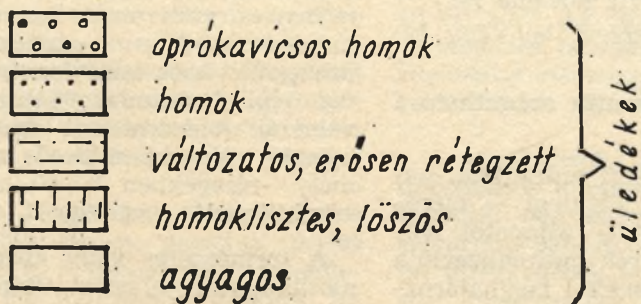 aprókavicsos homok
homok
változatos, erősen rétegzett
homoklisztes, löszös
agyagos
üledékek